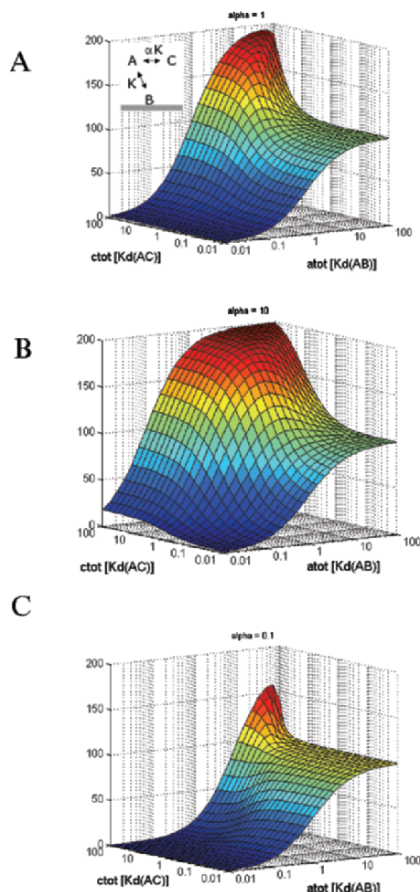 A
alpha = 1
200
αK
A ↔ C
K
B
150
100
50
100
10
1
0.1
0.01
0.01
0.1
1
10
100
ctot [Kd(AC)]
atot [Kd(AB)]
B
alpha = 10
200
150
100
50
0
100
10
1
0.1
0.01
0.01
0.1
1
10
100
ctot [Kd(AC)]
atot [Kd(AB)]
C
alpha = 0.1
200
150
100
50
100
10
1
0.1
0.01
0.01
0.1
1
10
100
ctot [Kd(AC)]
atot [Kd(AB)]